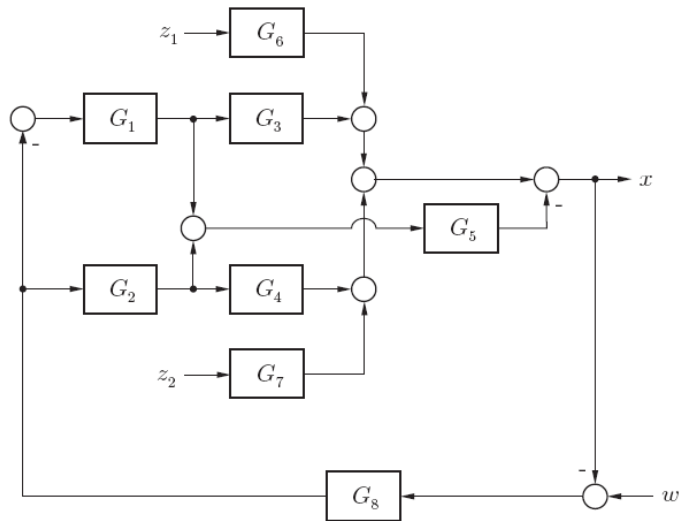 z₁ G₆
- G₁ G₃
- x
G₅
G₂ G₄
z₂ G₇
-
G₈ w